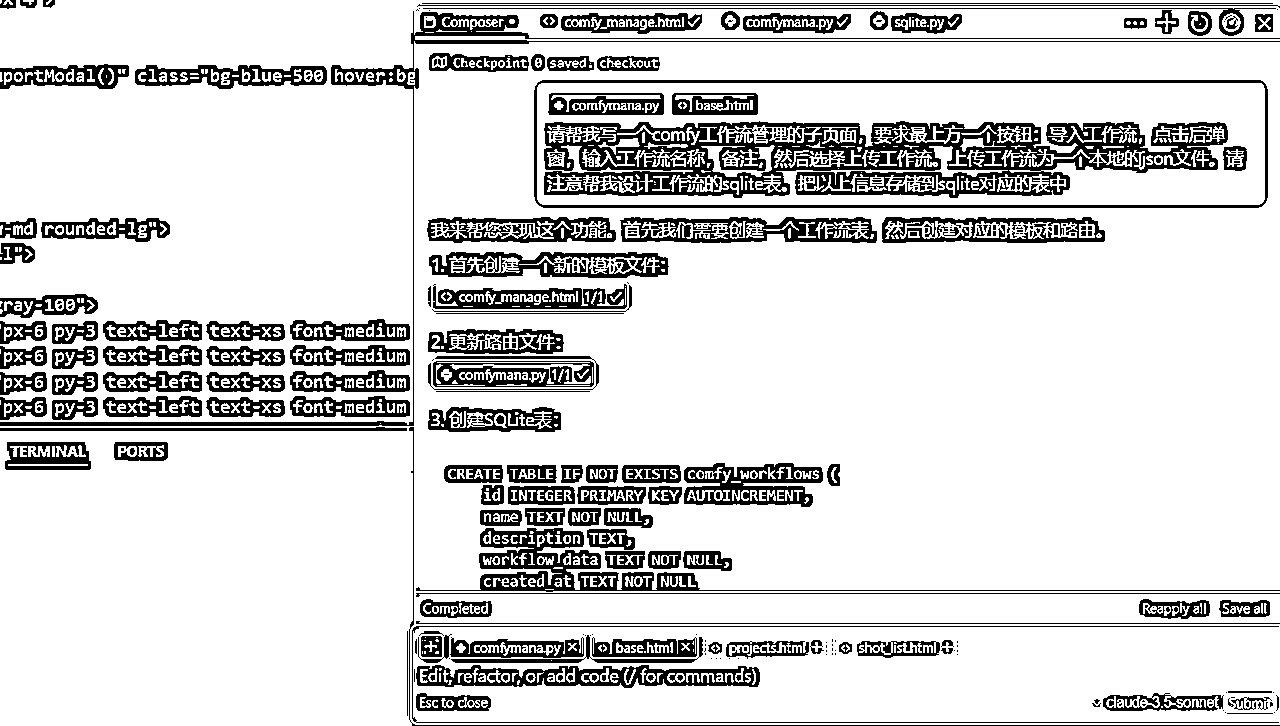 uportModal()" class="bg-blue-500 hover:bg
r-md rounded-lg">
l1">
gray-100">
px-6 py-3 text-left text-xs font-medium
px-6 py-3 text-left text-xs font-medium
px-6 py-3 text-left text-xs font-medium
px-6 py-3 text-left text-xs font-medium
TERMINAL PORTS
Composer comfy_manage.html comfymana.py sqlite.py
Checkpoint 0 saved. checkout
comfymana.py base.html
请帮我写一个comfy工作流管理的子页面，要求最上方一个按钮：导入工作流，点击后弹
窗，输入工作流名称，备注，然后选择上传工作流。上传工作流为一个本地的json文件。请
注意帮我设计工作流的sqlite表。把以上信息存储到sqlite对应的表中
我来帮您实现这个功能。首先我们需要创建一个工作流表，然后创建对应的模板和路由。
1. 首先创建一个新的模板文件：
comfy_manage.html 1/1
2. 更新路由文件：
comfymana.py 1/1
3. 创建SQLite表：
CREATE TABLE IF NOT EXISTS comfy_workflows (
id INTEGER PRIMARY KEY AUTOINCREMENT,
name TEXT NOT NULL,
description TEXT,
workflow_data TEXT NOT NULL,
created_at TEXT NOT NULL
Completed Reapply all Save all
comfymana.py base.html projects.html shot_list.html
Edit, refactor, or add code (/ for commands)
Esc to close claude-3.5-sonnet Submit